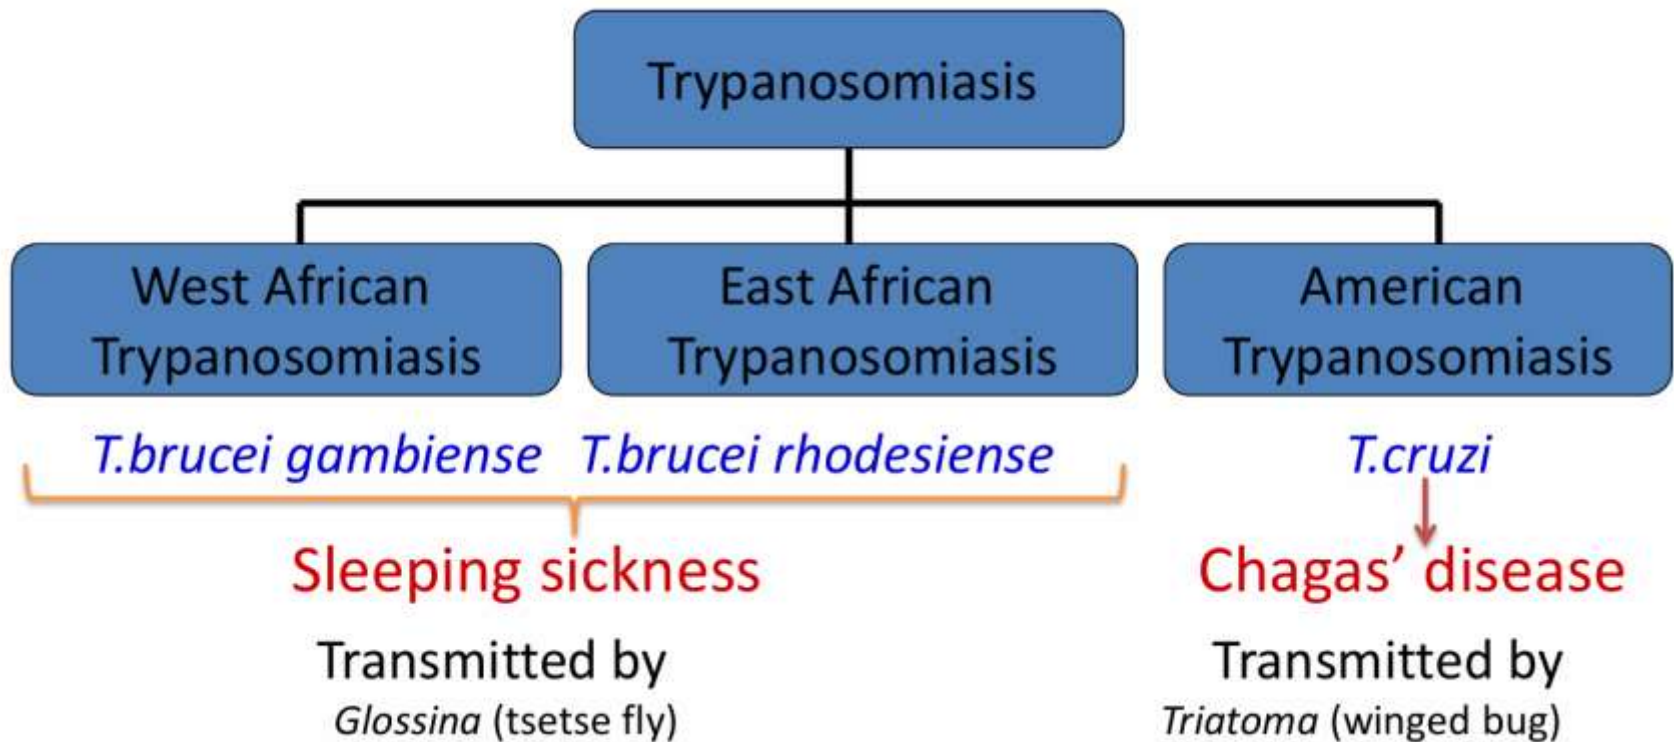 Trypanosomiasis
West African
Trypanosomiasis
East African
Trypanosomiasis
American
Trypanosomiasis
T.brucei gambiense
T.brucei rhodesiense
T.cruzi
Sleeping sickness
Chagas’ disease
Transmitted by
Glossina (tsetse fly)
Transmitted by
Triatoma (winged bug)